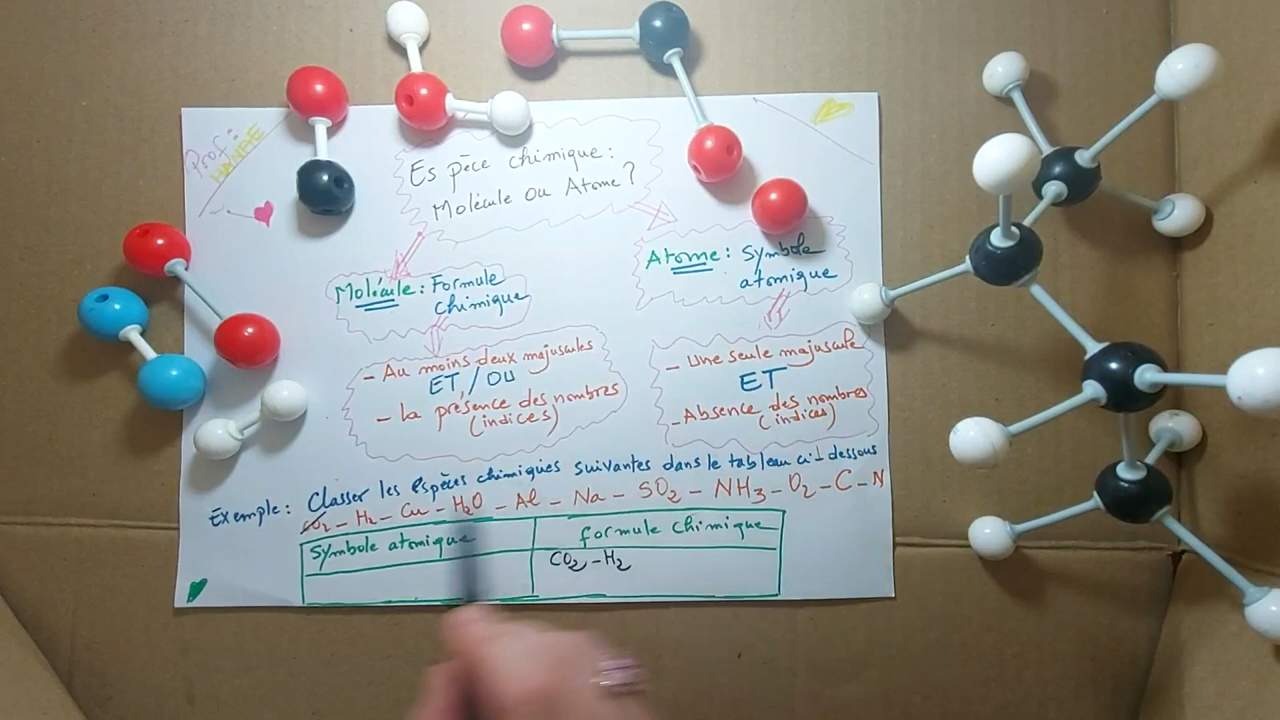 Prof:
HANAE
Espèce chimique:
Molécule ou Atome?
Molécule: Formule
chimique
Atome: Symbole
atomique
- Au moins deux majuscules
ET / OU
- La présence des nombres
(indices)
- Une seule majuscule
ET
- Absence des nombres
(indices)
Exemple: Classer les espèces chimiques suivantes dans le tableau ci-dessous
CO2 - H2 - Cu - H2O - Al - Na - SO2 - NH3 - O2 - C - N
Symbole atomique
formule chimique
CO2 - H2